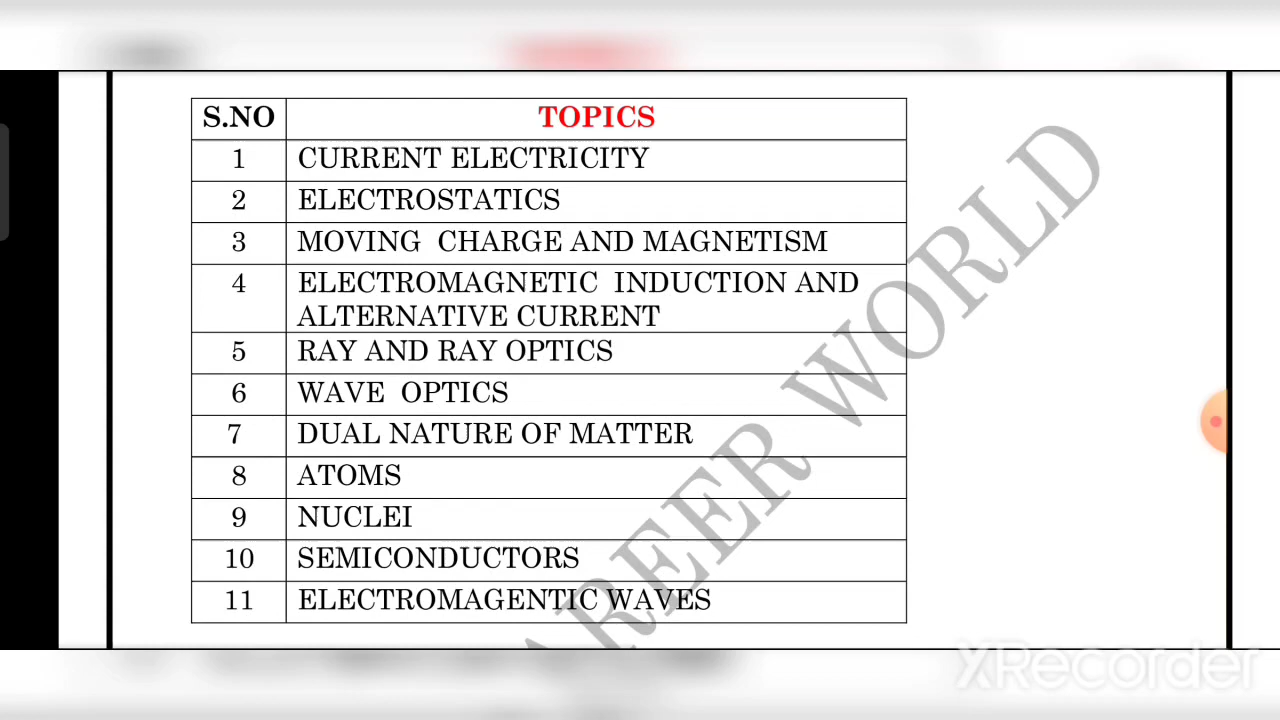 S.NO TOPICS
1 CURRENT ELECTRICITY
2 ELECTROSTATICS
3 MOVING CHARGE AND MAGNETISM
4 ELECTROMAGNETIC INDUCTION AND
ALTERNATIVE CURRENT
5 RAY AND RAY OPTICS
6 WAVE OPTICS
7 DUAL NATURE OF MATTER
8 ATOMS
9 NUCLEI
10 SEMICONDUCTORS
11 ELECTROMAGENTIC WAVES
AREER WORLD
XRecorder